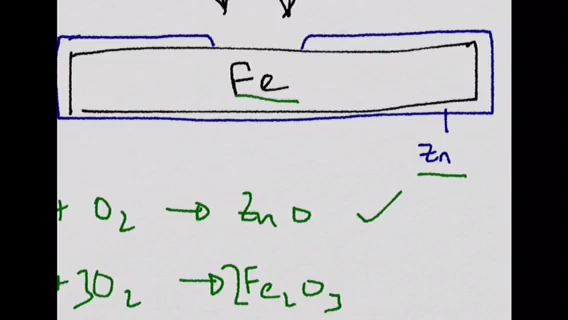 Fe
Zn
+ O₂ → ZnO ✓
+ 3O₂ → 2Fe₂O₃